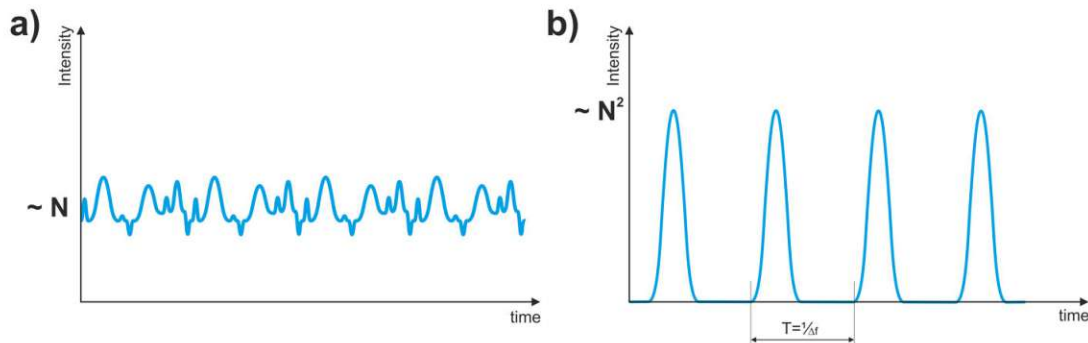 a)
Intensity
~ N
time
b)
Intensity
~ N²
time
T=¹⁄Δf